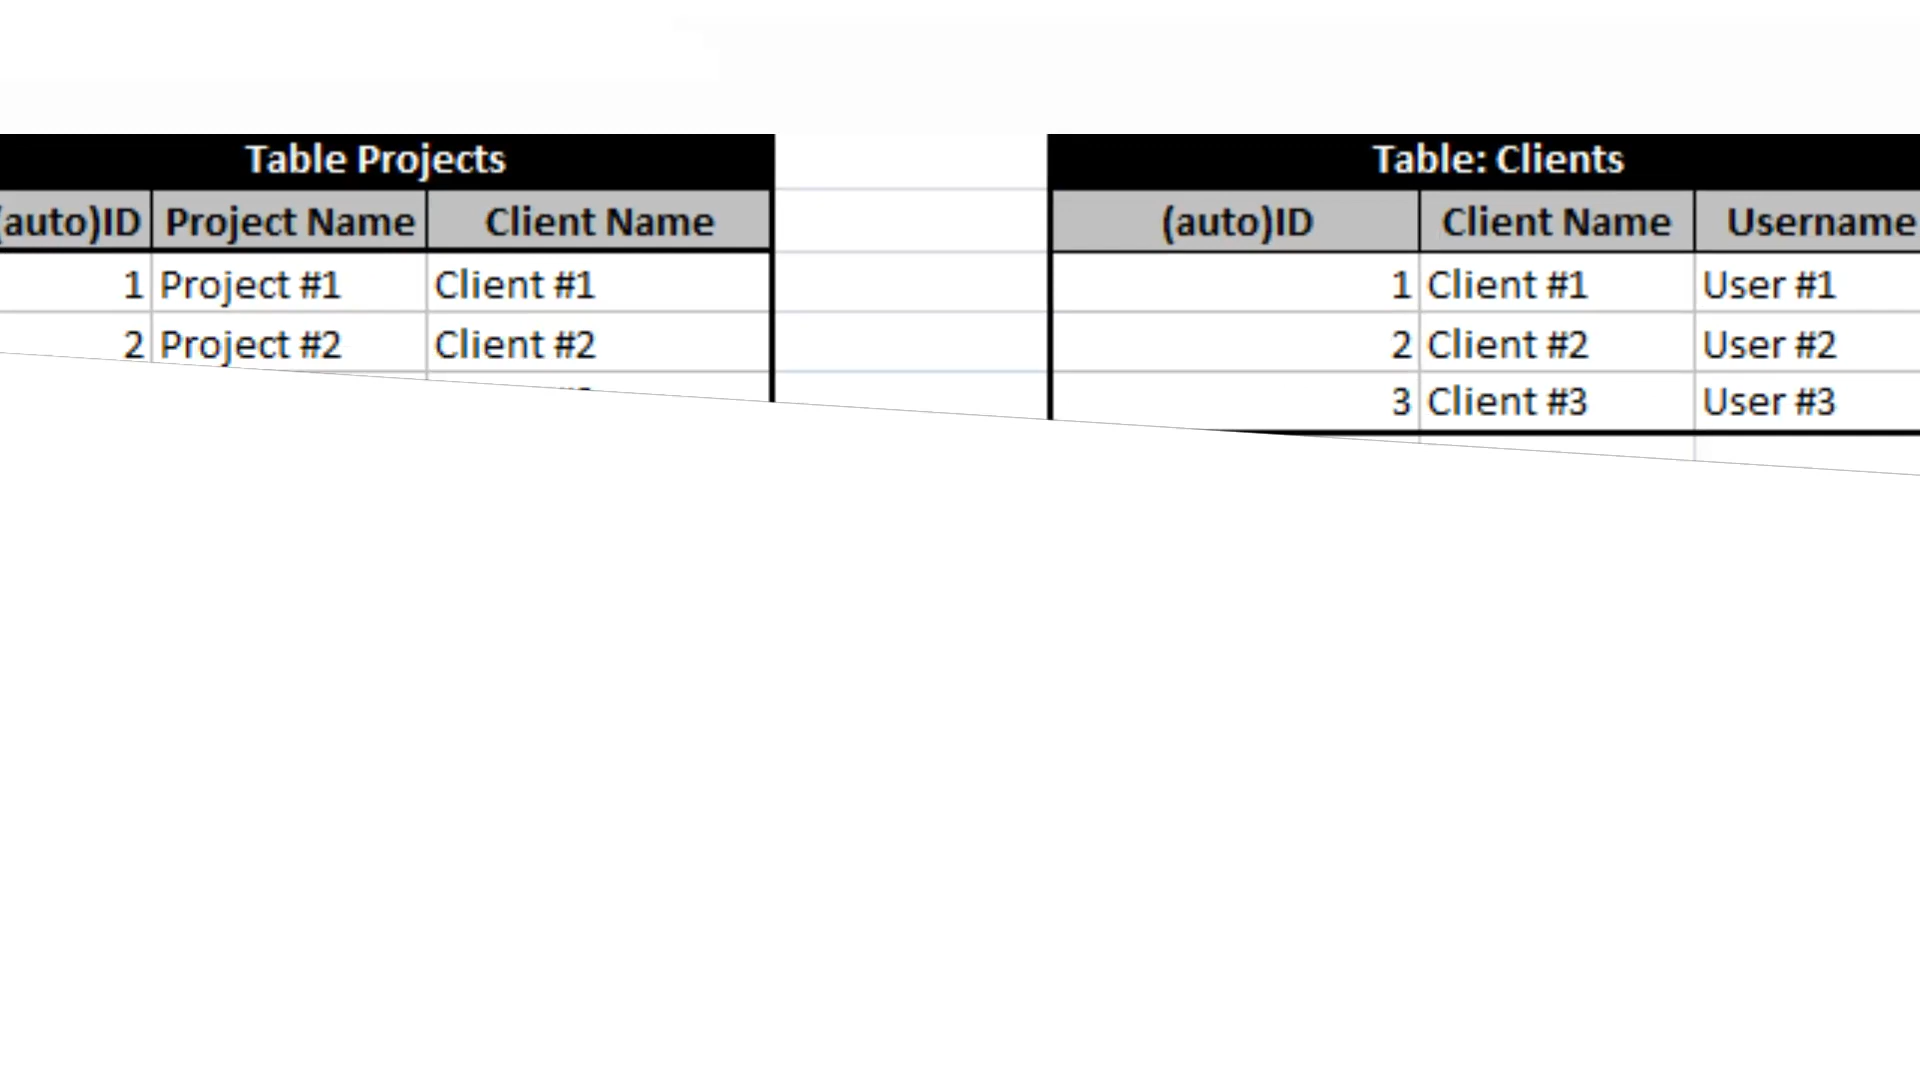 Table Projects
(auto)ID Project Name Client Name
1 Project #1 Client #1
2 Project #2 Client #2
Table: Clients
(auto)ID Client Name Username
1 Client #1 User #1
2 Client #2 User #2
3 Client #3 User #3